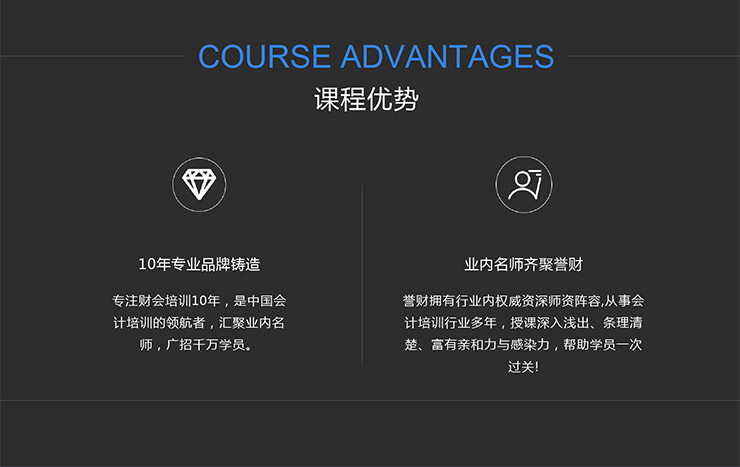 COURSE ADVANTAGES
课程优势
10年专业品牌铸造
专注财会培训10年，是中国会
计培训的领航者，汇聚业内名
师，广招千万学员。
业内名师齐聚誉财
誉财拥有行业内权威资深师资阵容,从事会
计培训行业多年，授课深入浅出、条理清
楚、富有亲和力与感染力，帮助学员一次
过关!